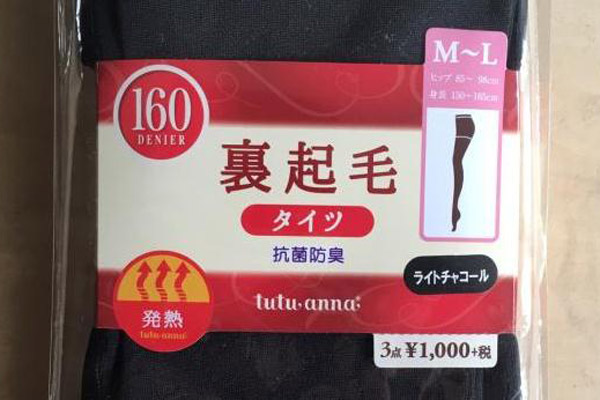 160
DENIER
裏起毛
タイツ
抗菌防臭
tutu·anna*
発熱
tutu·anna*
M~L
ヒップ 85~98cm
身長 150~165cm
ライトチャコール
3点 ¥1,000+税